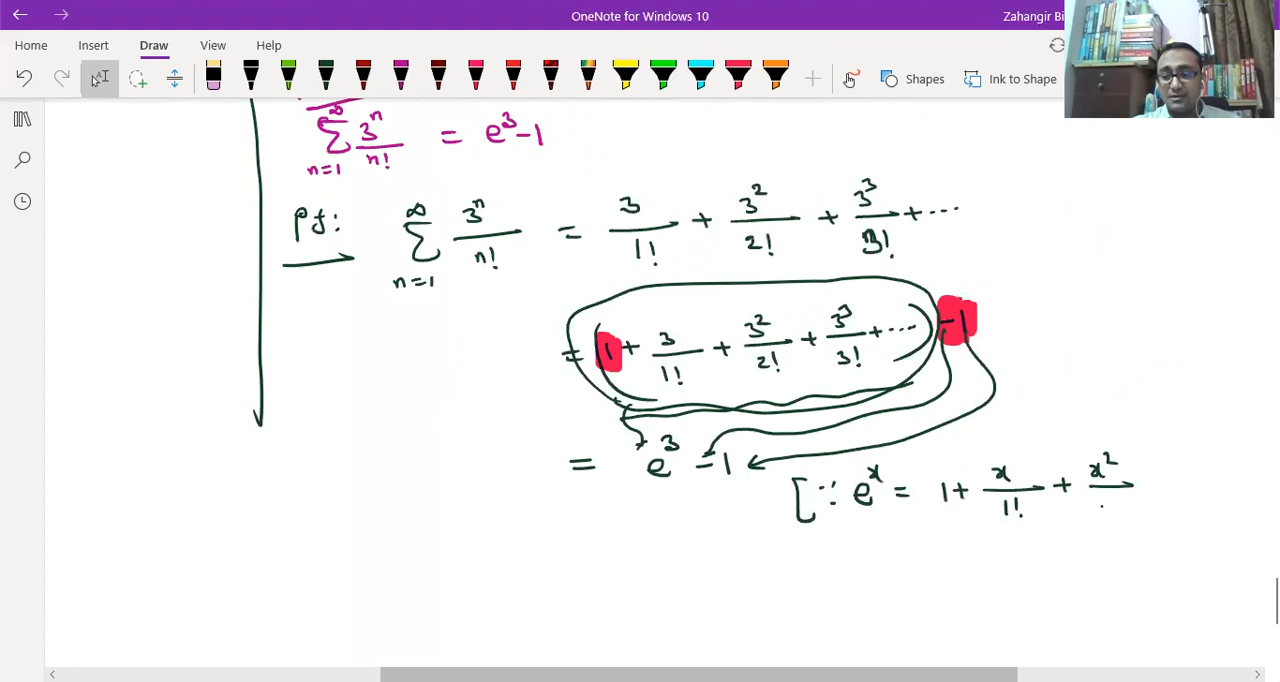 OneNote for Windows 10
Zahangir Bi
Home Insert Draw View Help
Shapes Ink to Shape
∞
∑ 3^n/n! = e^3 - 1
n=1
Pf: ∞∑n=1 3^n/n! = 3/1! + 3^2/2! + 3^3/3! + ...
= (1 + 3/1! + 3^2/2! + 3^3/3! + ...) - 1
= e^3 - 1
[∵ e^x = 1 + x/1! + x^2